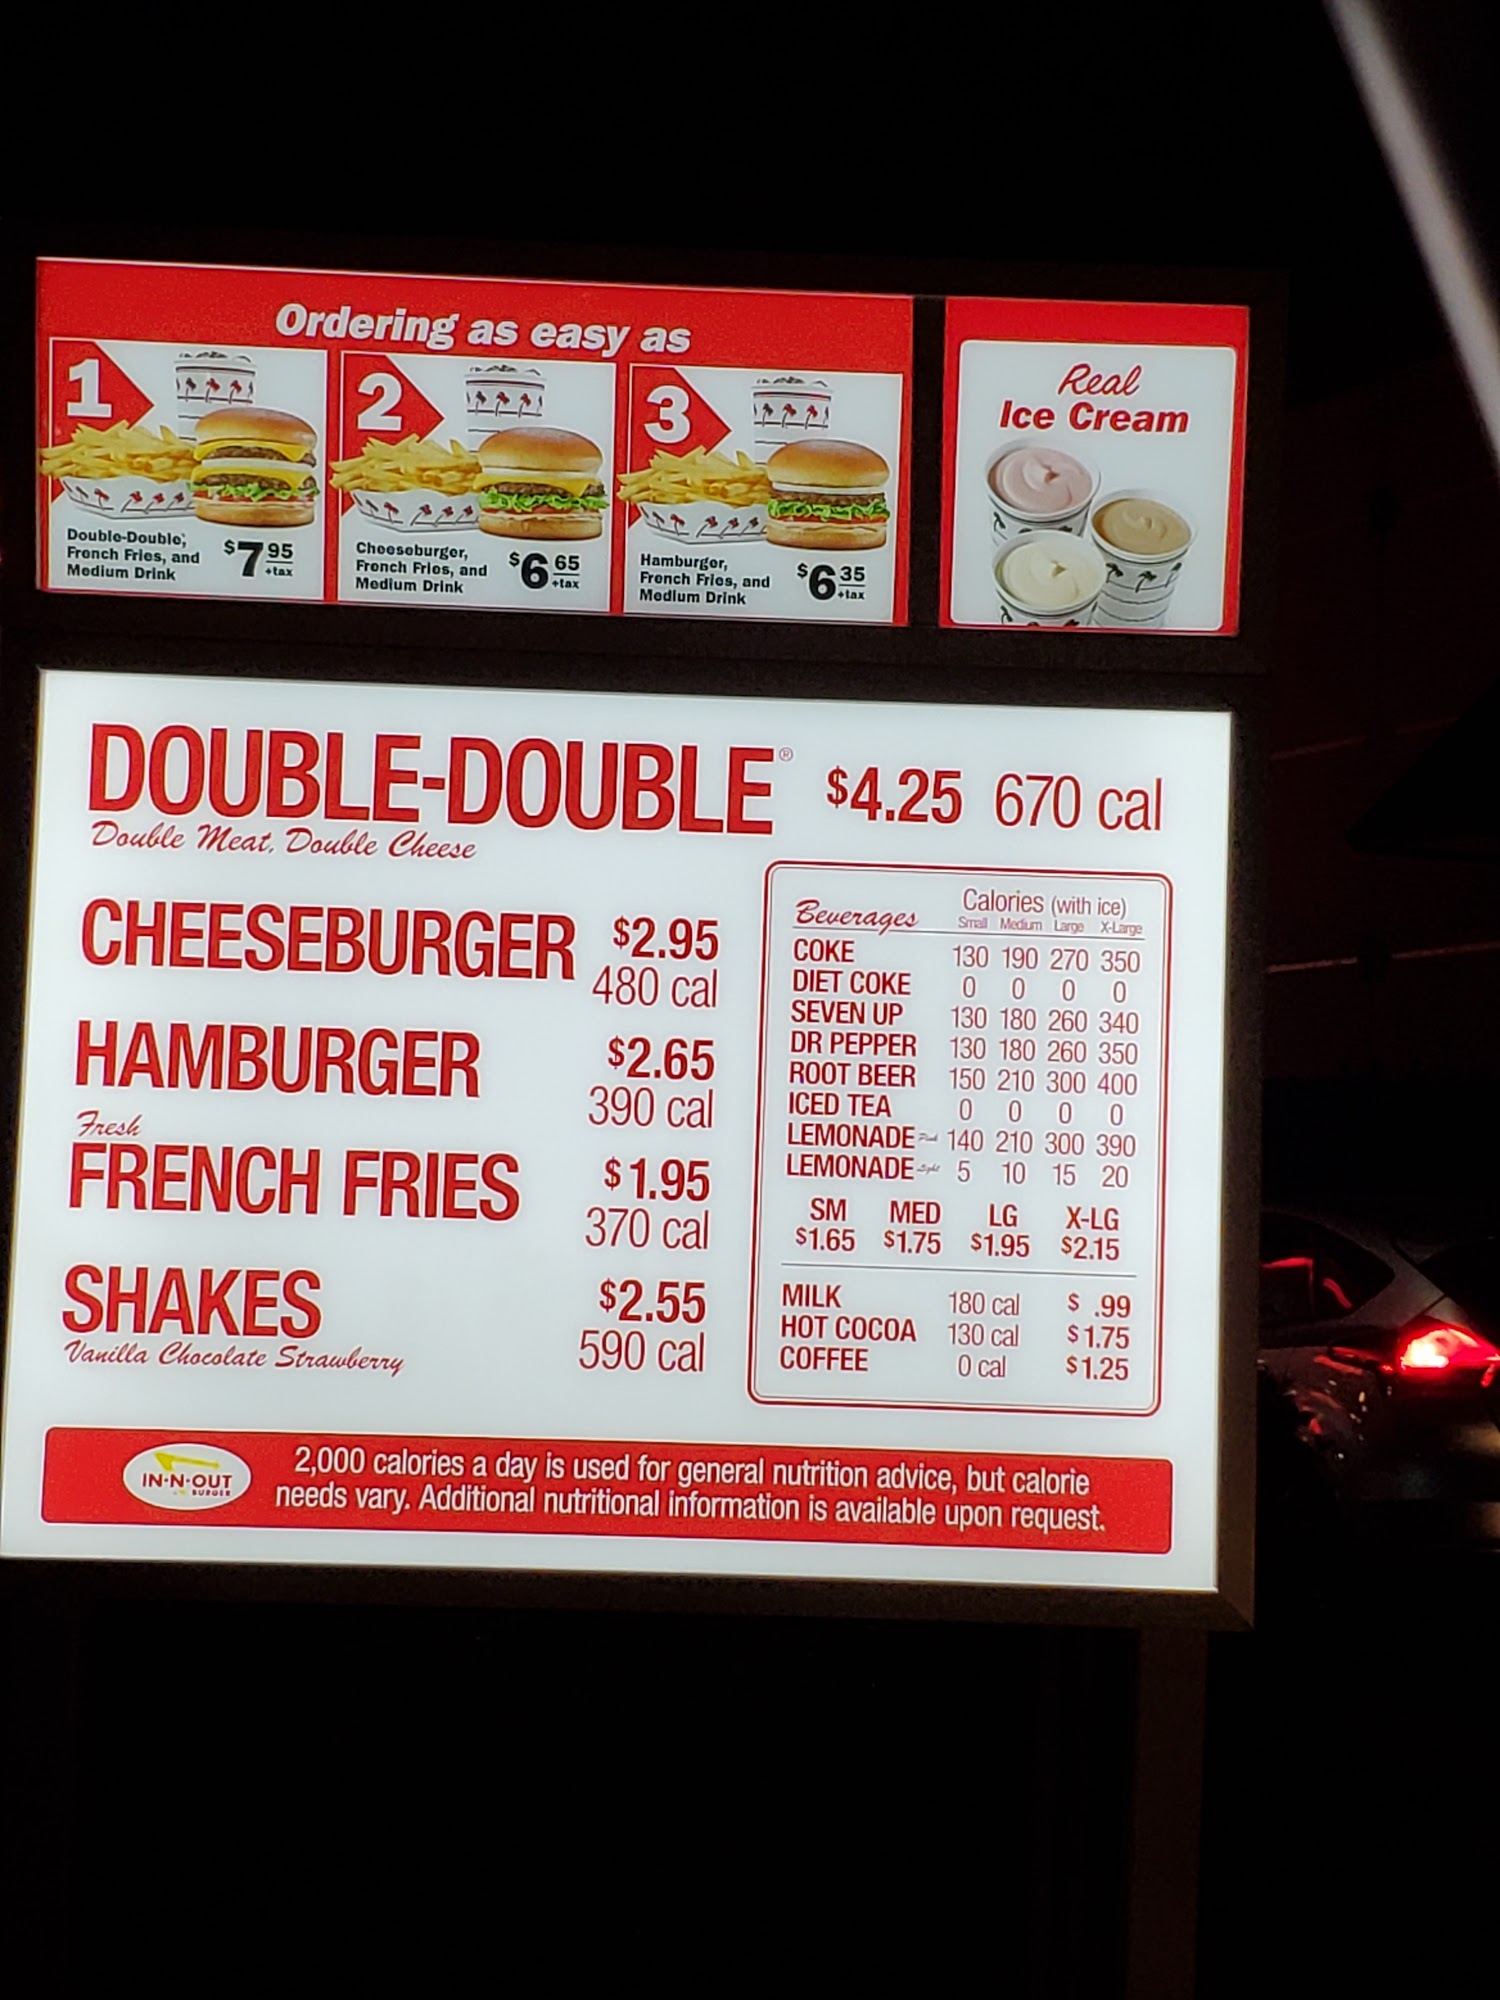 Ordering as easy as
1
Double-Double,
French Fries, and
Medium Drink
$7 95
+tax
2
Cheeseburger,
French Fries, and
Medium Drink
$6 65
+tax
3
Hamburger,
French Fries, and
Medium Drink
$6 35
+tax
Real
Ice Cream
DOUBLE-DOUBLE® $4.25 670 cal
Double Meat, Double Cheese
CHEESEBURGER $2.95
480 cal
HAMBURGER $2.65
390 cal
Fresh
FRENCH FRIES $1.95
370 cal
SHAKES $2.55
Vanilla Chocolate Strawberry 590 cal
Beverages Calories (with ice)
Small Medium Large X-Large
COKE 130 190 270 350
DIET COKE 0 0 0 0
SEVEN UP 130 180 260 340
DR PEPPER 130 180 260 350
ROOT BEER 150 210 300 400
ICED TEA 0 0 0 0
LEMONADE Pink 140 210 300 390
LEMONADE Light 5 10 15 20
SM MED LG X-LG
$1.65 $1.75 $1.95 $2.15
MILK 180 cal $ .99
HOT COCOA 130 cal $1.75
COFFEE 0 cal $1.25
IN-N-OUT
BURGER
2,000 calories a day is used for general nutrition advice, but calorie
needs vary. Additional nutritional information is available upon request.